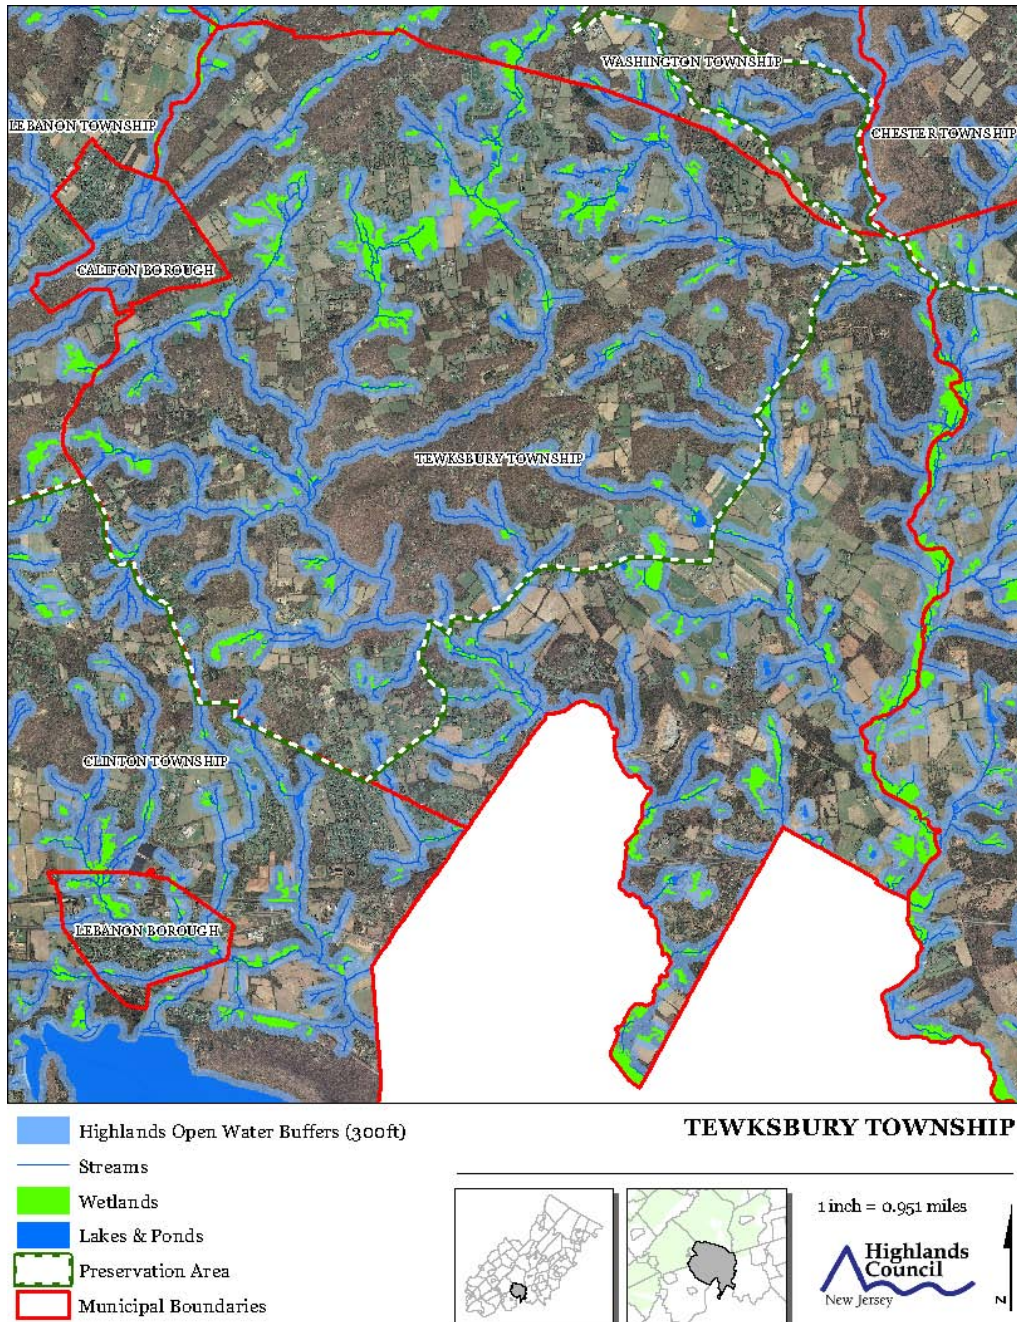 WASHINGTON TOWNSHIP
LEBANON TOWNSHIP
CHESTER TOWNSHIP
CALIFON BOROUGH
TEWKSBURY TOWNSHIP
CLINTON TOWNSHIP
LEBANON BOROUGH
TEWKSBURY TOWNSHIP
Highlands Open Water Buffers (300ft)
Streams
Wetlands
Lakes & Ponds
Preservation Area
Municipal Boundaries
1 inch = 0.951 miles
Highlands
Council
New Jersey
N